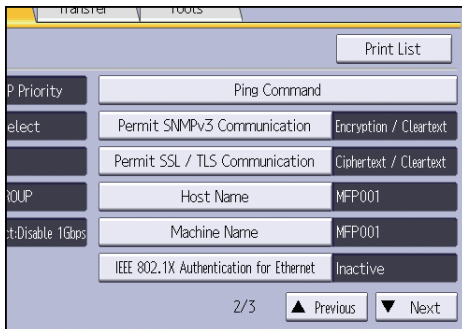 Transfer Tools
Print List
P Priority Ping Command
elect Permit SNMPv3 Communication Encryption / Cleartext
Permit SSL / TLS Communication Ciphertext / Cleartext
ROUP Host Name MFP001
ct:Disable 1Gbps Machine Name MFP001
IEEE 802.1X Authentication for Ethernet Inactive
2/3 ▲ Previous ▼ Next